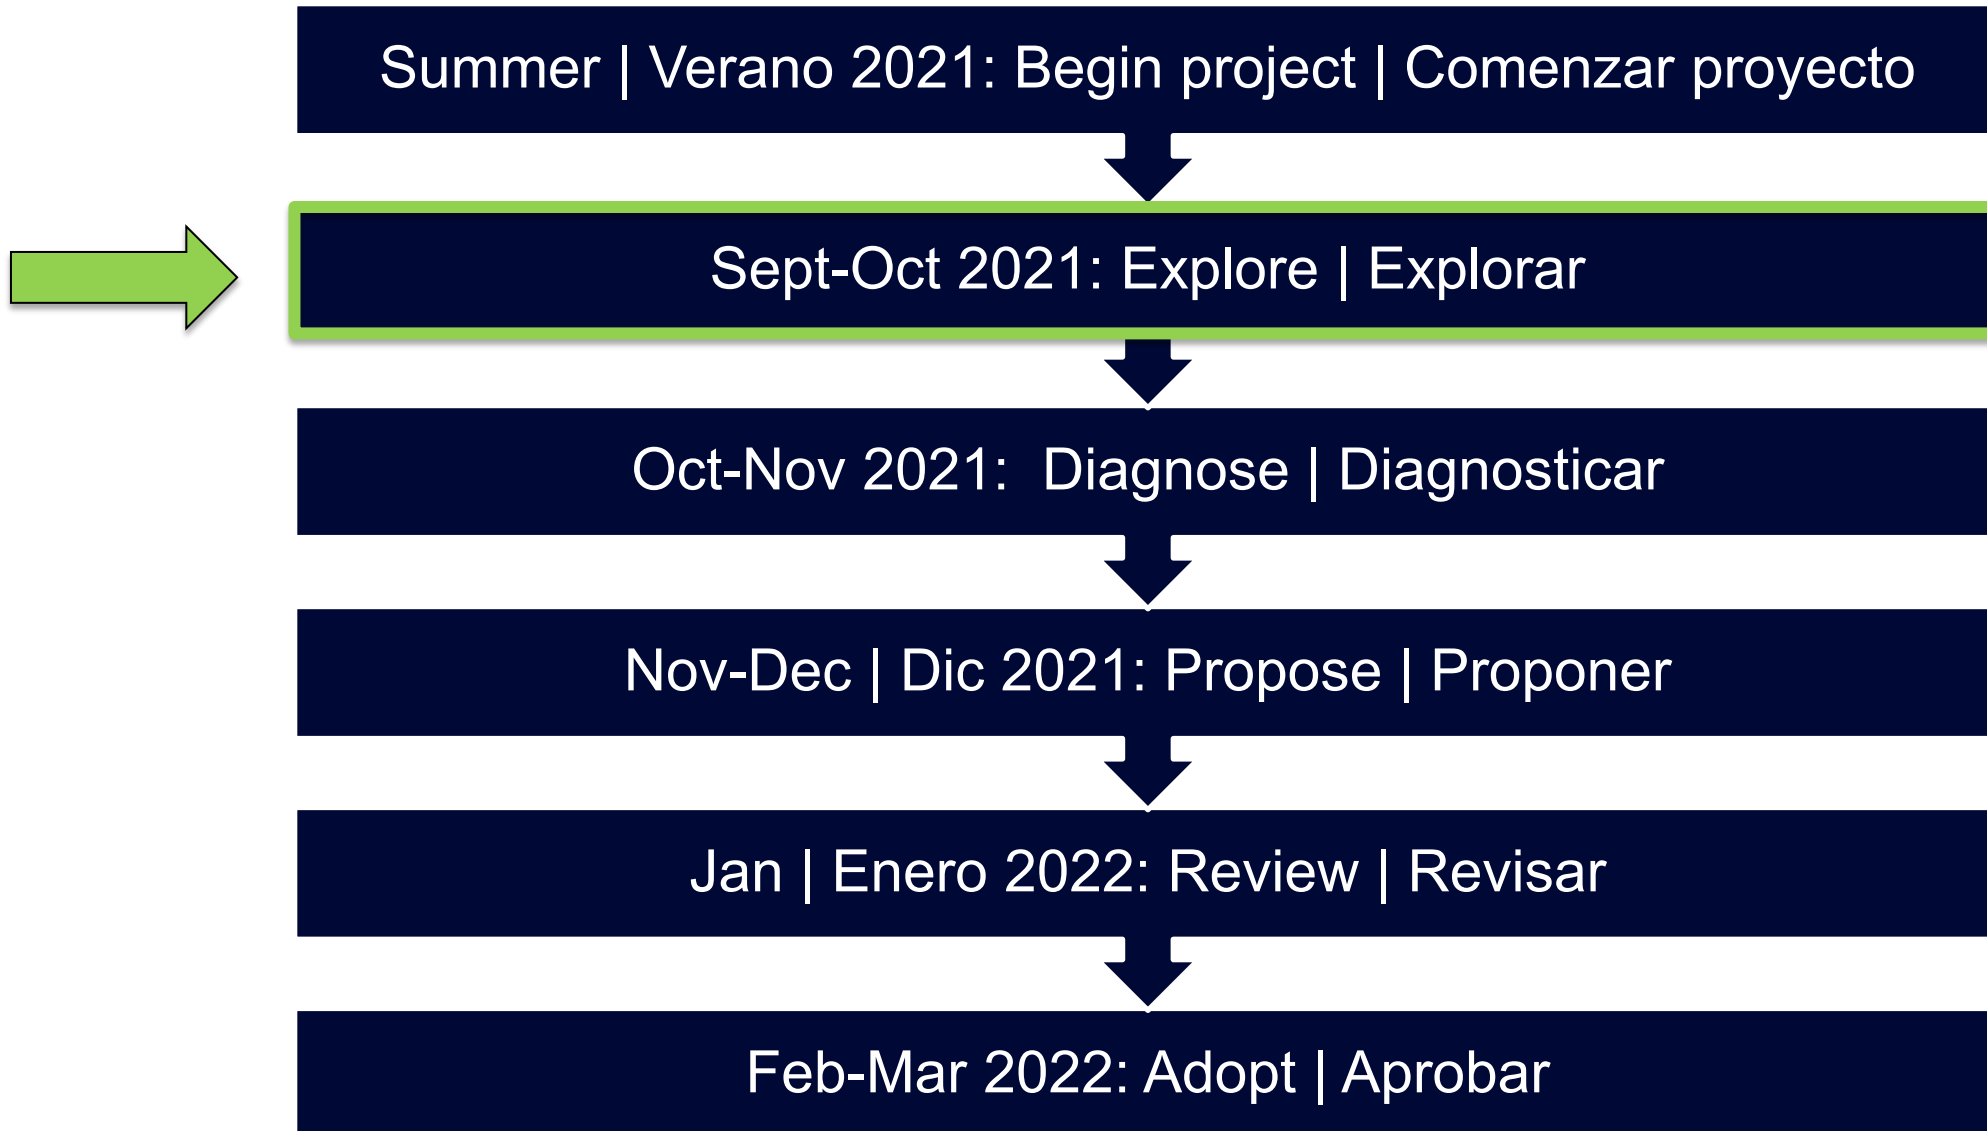 Summer | Verano 2021: Begin project | Comenzar proyecto
Sept-Oct 2021: Explore | Explorar
Oct-Nov 2021:  Diagnose | Diagnosticar
Nov-Dec | Dic 2021: Propose | Proponer
Jan | Enero 2022: Review | Revisar
Feb-Mar 2022: Adopt | Aprobar